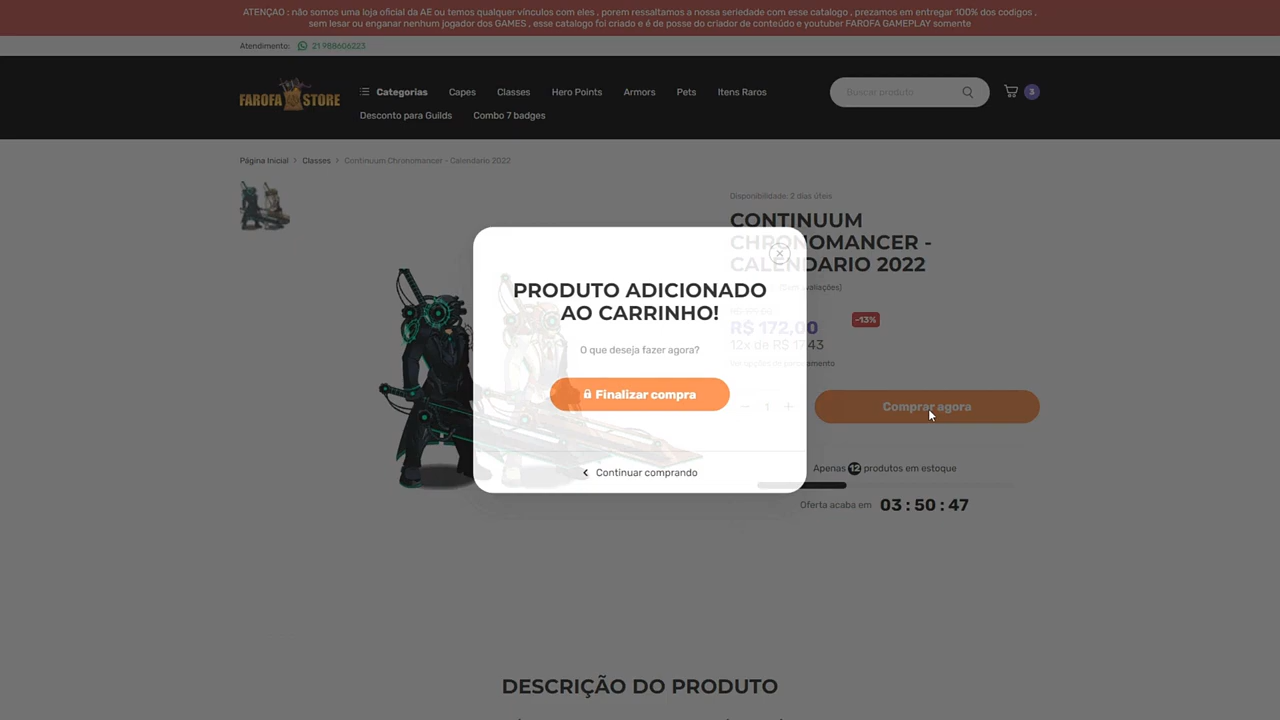 ATENÇAO : não somos uma loja oficial da AE ou temos qualquer vínculos com eles , porem ressaltamos a nossa seriedade com esse catalogo , prezamos em entregar 100% dos codigos ,
sem lesar ou enganar nenhum jogador dos GAMES , esse catalogo foi criado e é de posse do criador de conteúdo e youtuber FAROFA GAMEPLAY somente
Atendimento: 21 988606223
FAROFA STORE
Categorias Capes Classes Hero Points Armors Pets Itens Raros
Desconto para Guilds Combo 7 badges
Buscar produto
3
Página Inicial > Classes > Continuum Chronomancer - Calendario 2022
Disponibilidade: 2 dias úteis
CONTINUUM
CHRONOMANCER -
CALENDARIO 2022
avaliações)
R$ 172,00
-13%
12x de R$ 17,43
PRODUTO ADICIONADO
AO CARRINHO!
O que deseja fazer agora?
Finalizar compra
Continuar comprando
1
Comprar agora
Apenas 12 produtos em estoque
Oferta acaba em 03 : 50 : 47
DESCRIÇÃO DO PRODUTO